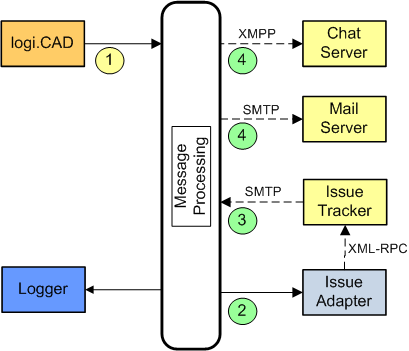 logi.CAD
1
XMPP
4
Chat
Server
SMTP
4
Mail
Server
Message
Processing
SMTP
3
Issue
Tracker
XML-RPC
Logger
2
Issue
Adapter